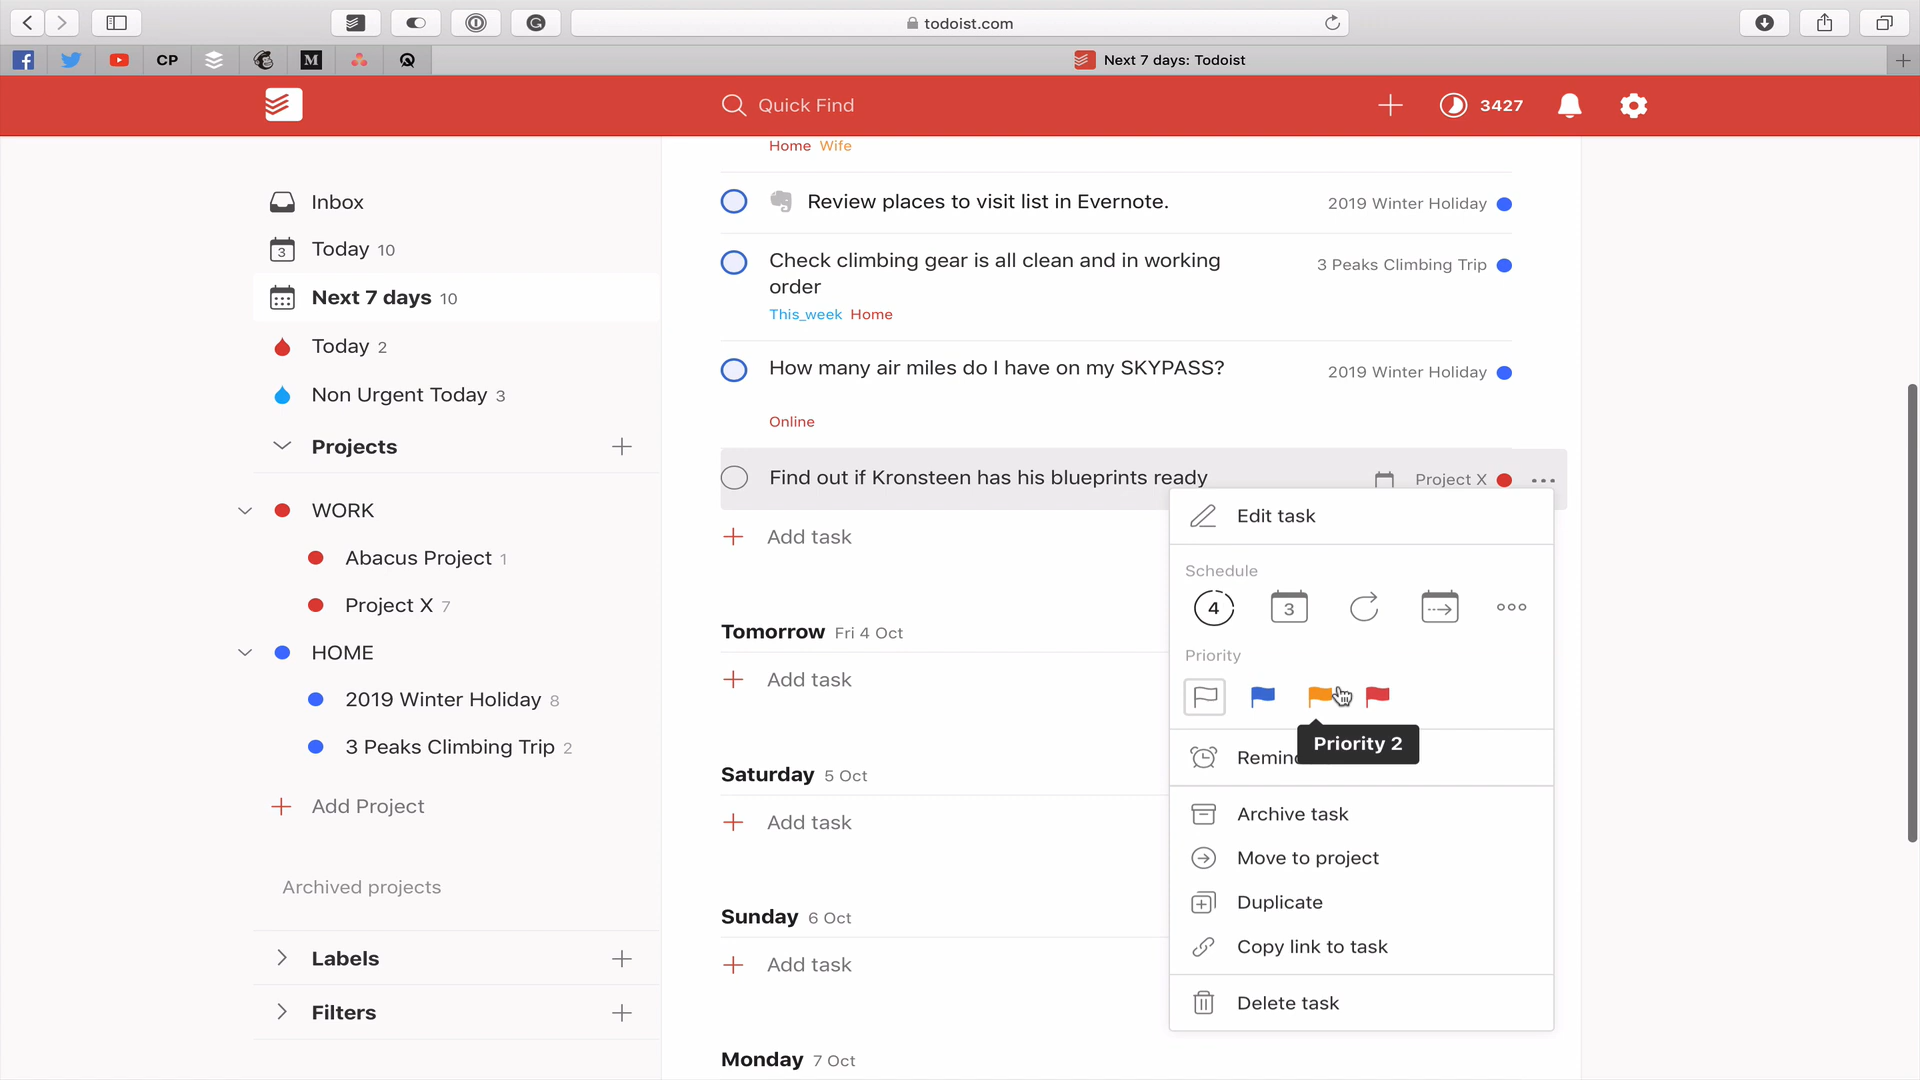 todoist.com
CP
M
Next 7 days: Todoist
Quick Find
3427
Inbox
3
Today 10
Next 7 days 10
Today 2
Non Urgent Today 3
Projects
WORK
Abacus Project 1
Project X 7
HOME
2019 Winter Holiday 8
3 Peaks Climbing Trip 2
Add Project
Archived projects
Labels
Filters
Home Wife
Review places to visit list in Evernote.
2019 Winter Holiday
Check climbing gear is all clean and in working
order
3 Peaks Climbing Trip
This_week Home
How many air miles do I have on my SKYPASS?
2019 Winter Holiday
Online
Find out if Kronsteen has his blueprints ready
Project X
Add task
Tomorrow Fri 4 Oct
Add task
Saturday 5 Oct
Add task
Sunday 6 Oct
Add task
Monday 7 Oct
Edit task
Schedule
4
3
Priority
Priority 2
Remin
Archive task
Move to project
Duplicate
Copy link to task
Delete task